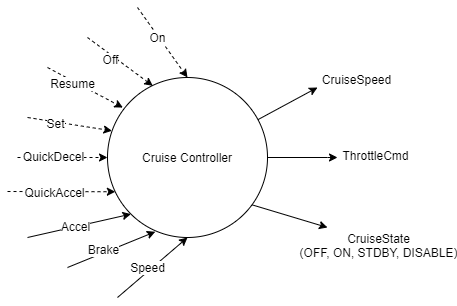 On
Off
Resume
Set
QuickDecel
QuickAccel
Accel
Brake
Speed
Cruise Controller
CruiseSpeed
ThrottleCmd
CruiseState
(OFF, ON, STDBY, DISABLE)